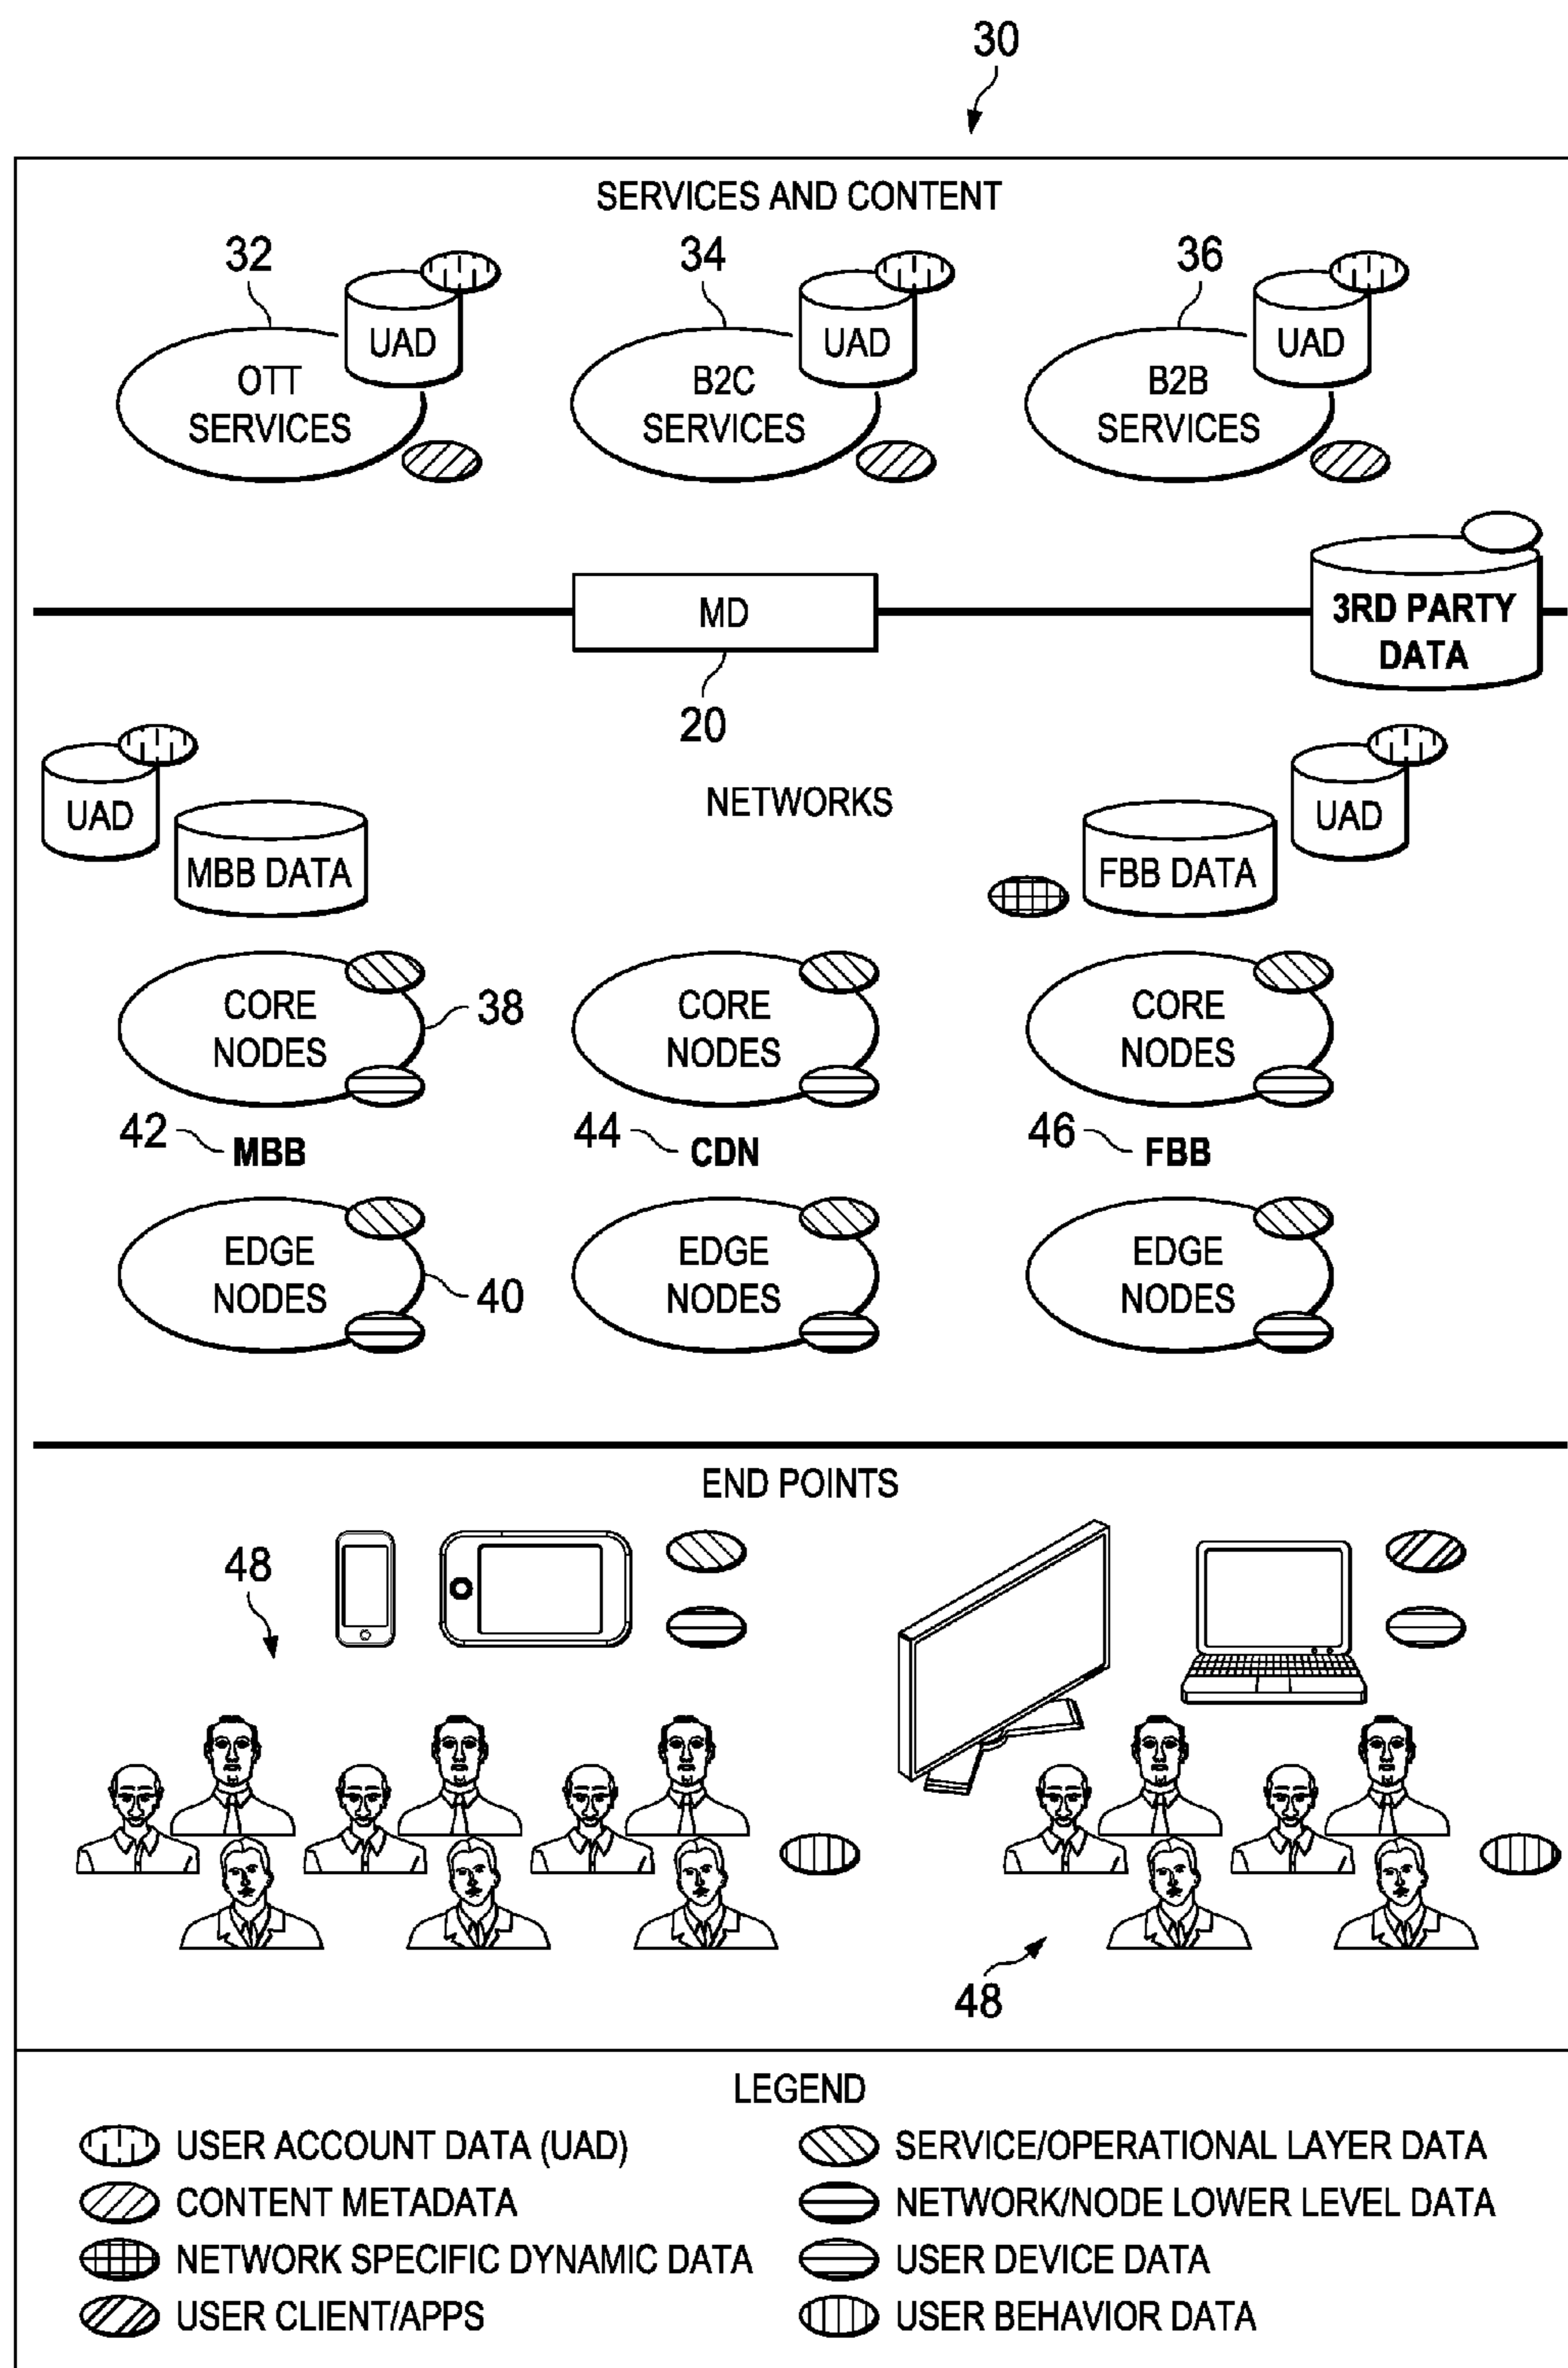 30
SERVICES AND CONTENT
32
34
36
UAD
UAD
UAD
OTT
SERVICES
B2C
SERVICES
B2B
SERVICES
MD
3RD PARTY
DATA
20
UAD
MBB DATA
NETWORKS
FBB DATA
UAD
CORE
NODES
38
CORE
NODES
CORE
NODES
42
MBB
44
CDN
46
FBB
EDGE
NODES
40
EDGE
NODES
EDGE
NODES
END POINTS
48
48
LEGEND
USER ACCOUNT DATA (UAD)
SERVICE/OPERATIONAL LAYER DATA
CONTENT METADATA
NETWORK/NODE LOWER LEVEL DATA
NETWORK SPECIFIC DYNAMIC DATA
USER DEVICE DATA
USER CLIENT/APPS
USER BEHAVIOR DATA